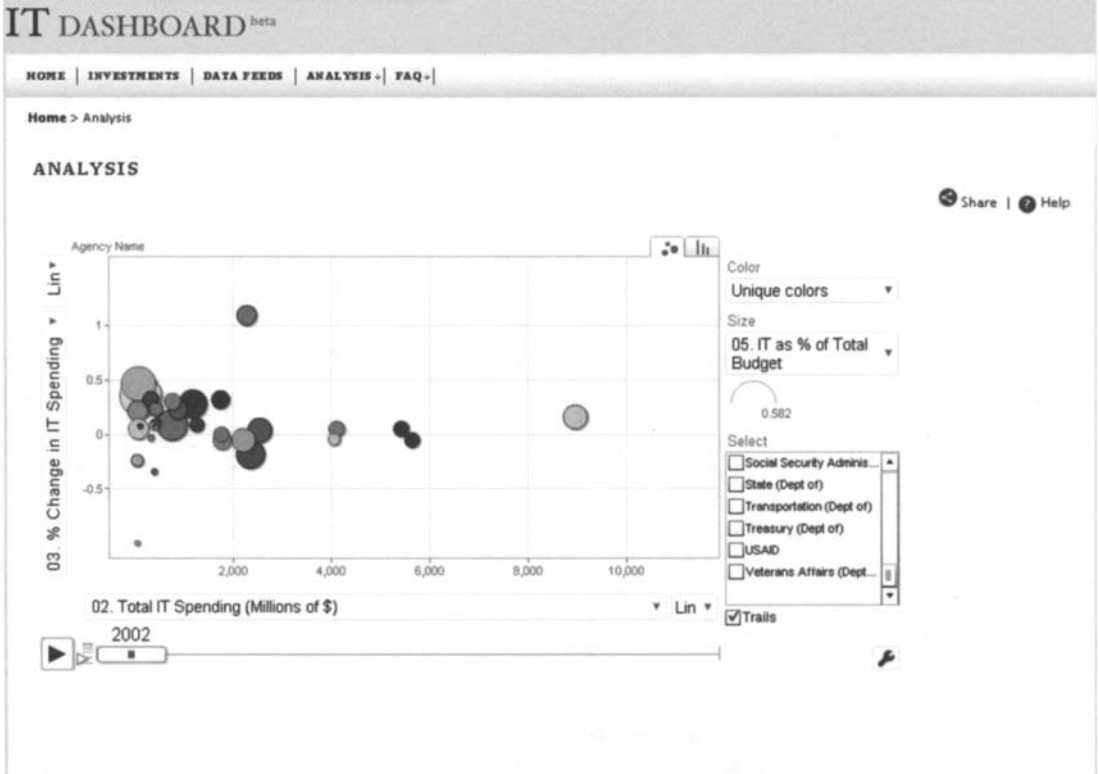 IT DASHBOARD beta
HOME | INVESTMENTS | DATA FEEDS | ANALYSIS | FAQ |
Home > Analysis
ANALYSIS
Share | ? Help
Agency Name
Lin
03. % Change in IT Spending
1
0.5
0
-0.5
2,000 4,000 6,000 8,000 10,000
02. Total IT Spending (Millions of $) Lin
2002
Color
Unique colors
Size
05. IT as % of Total
Budget
0.582
Select
Social Security Adminis...
State (Dept of)
Transportation (Dept of)
Treasury (Dept of)
USAID
Veterans Affairs (Dept...
Trails